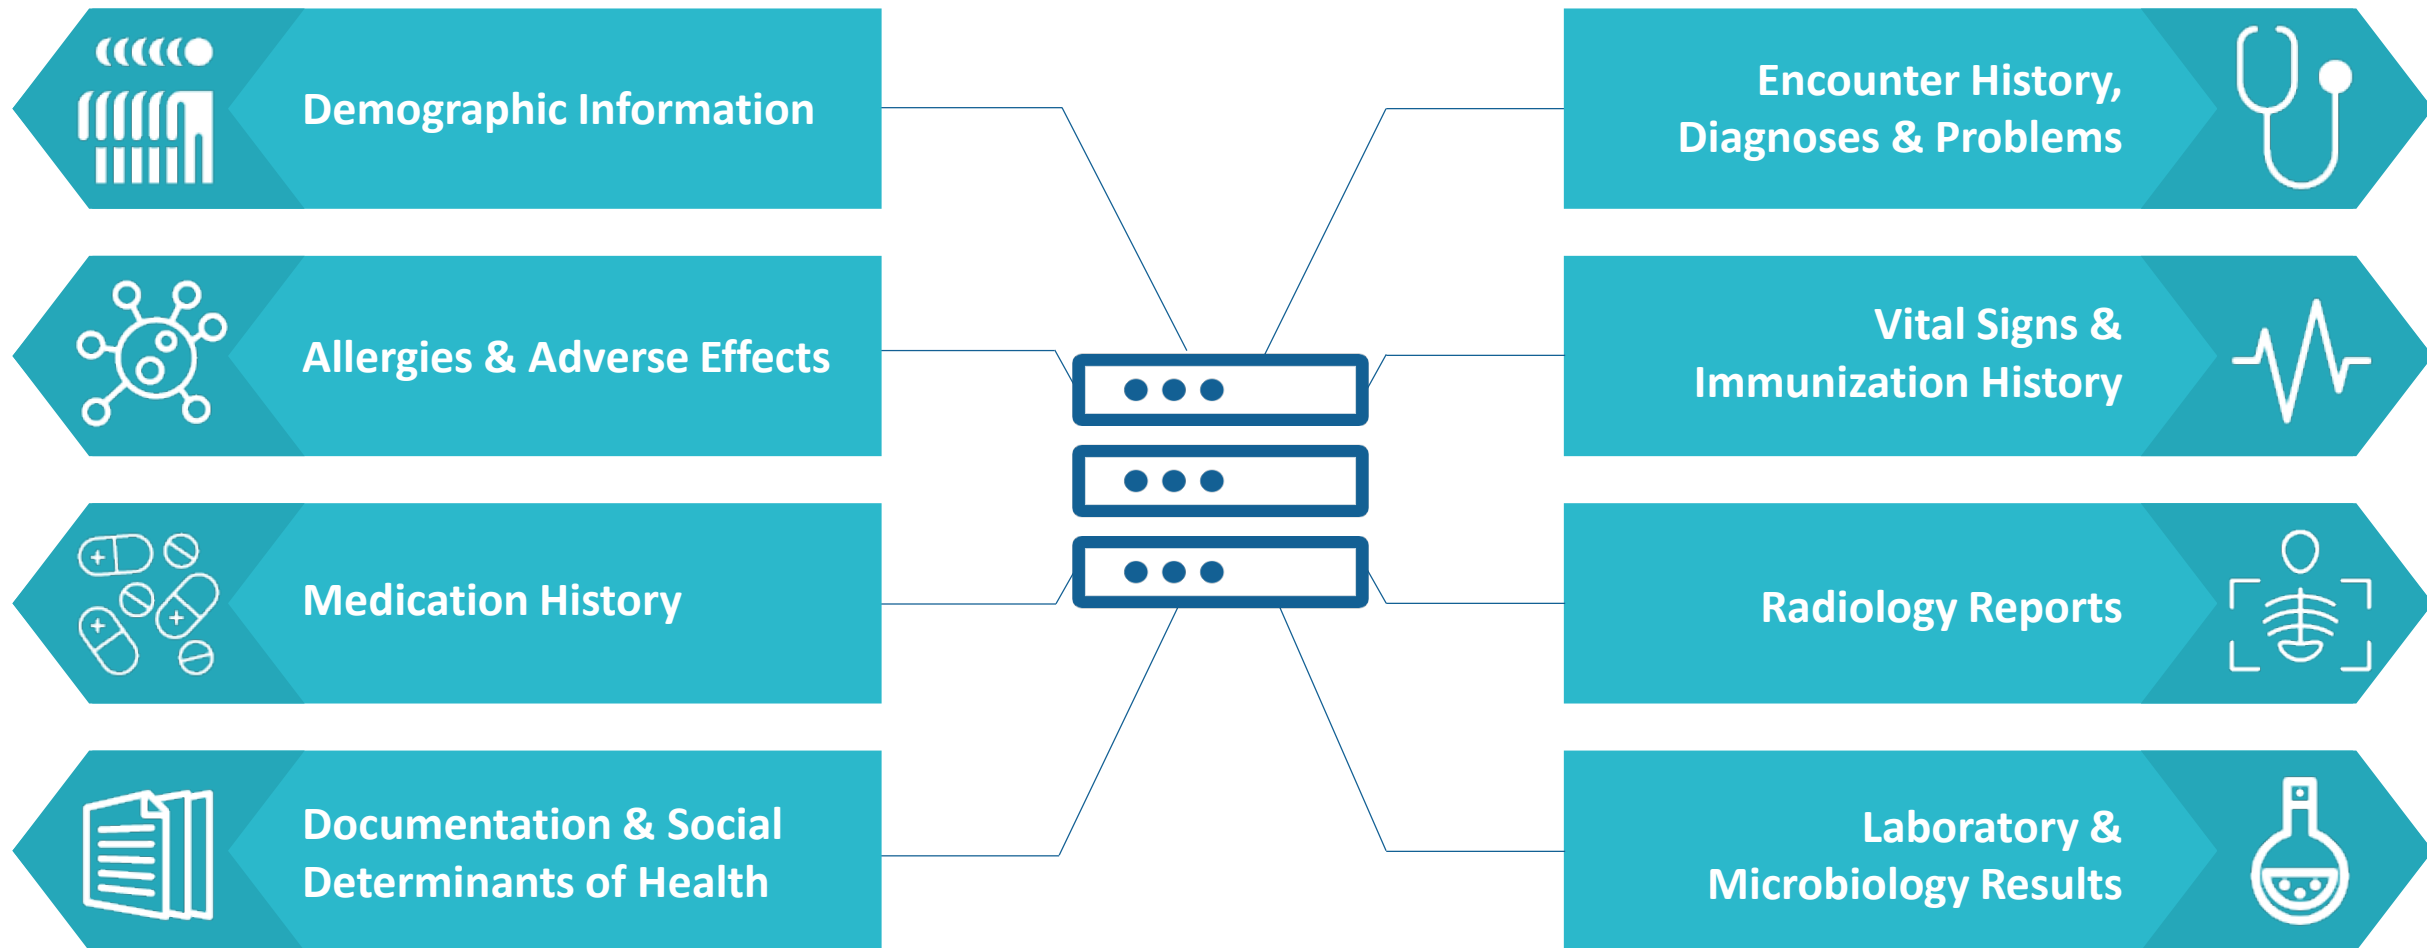 Demographic Information
Allergies & Adverse Effects
Medication History
Documentation & Social
Determinants of Health
Encounter History,
Diagnoses & Problems
Vital Signs &
Immunization History
Radiology Reports
Laboratory &
Microbiology Results